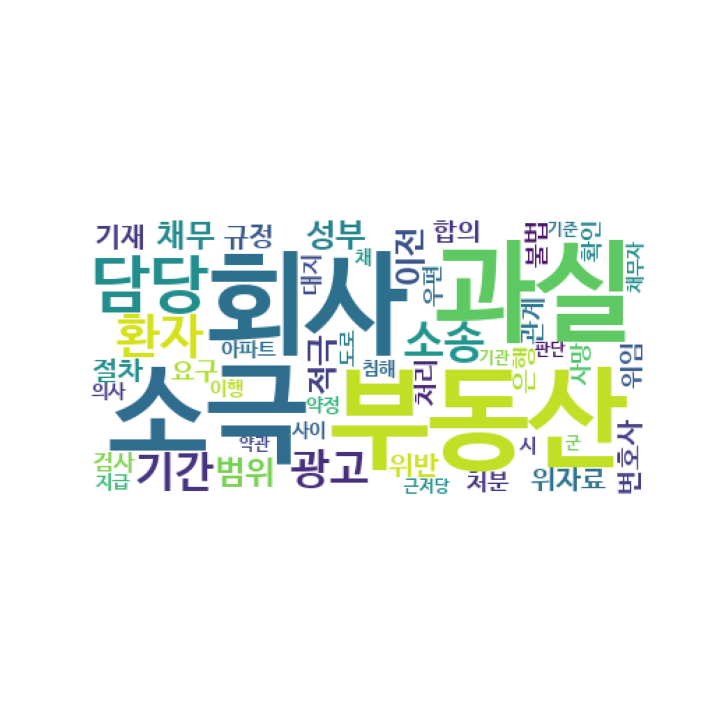 기재 채무 규정 성부 합의 불법 기준 확인
담당 회사 과실
대지 채 이전 우편 채무자
환자 아파트 도로 소송 관계
절차 요구 적극 침해 처리 기관 은행 판단 사망 위임
의사 이행 소극 약정 부동산
약관 사이 시 군
검사 기간 범위 광고 위반 변호사
지급 근저당 처분 위자료